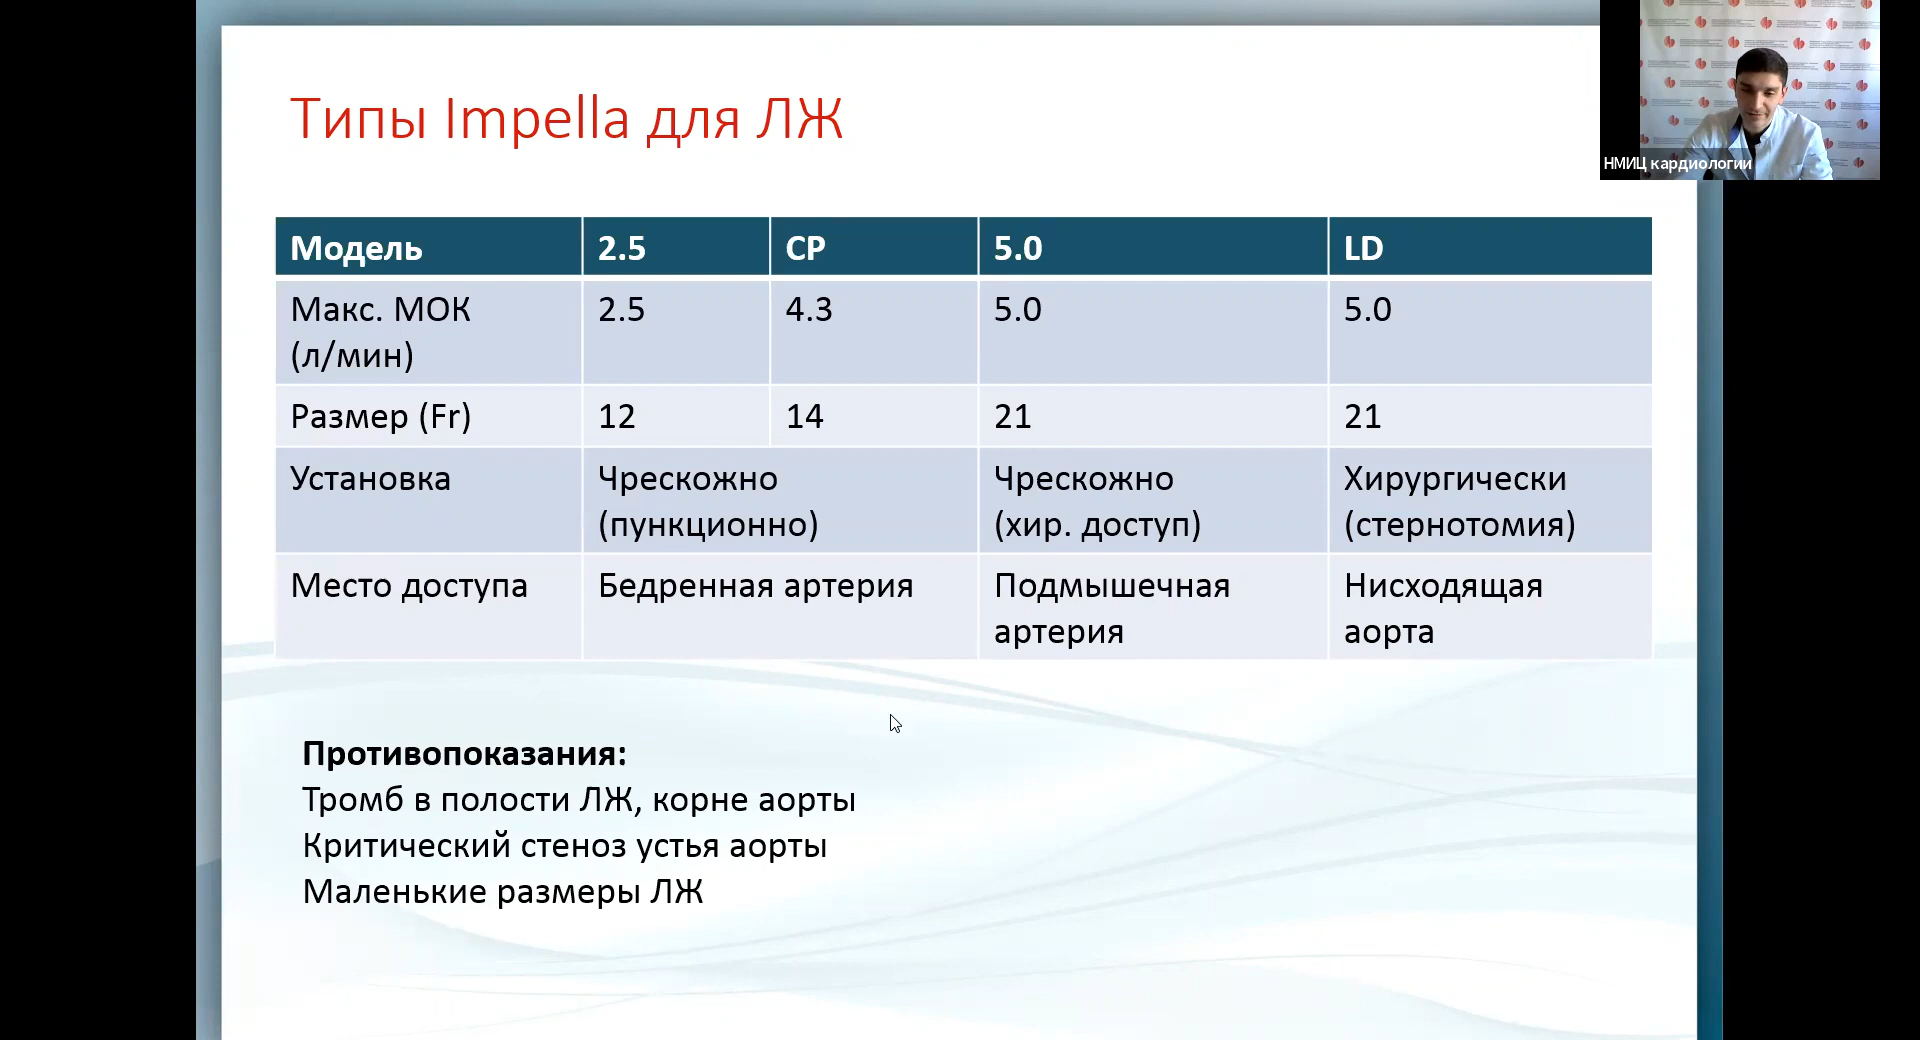 Типы Impella для ЛЖ
НМИЦ кардиологии
Модель 2.5 CP 5.0 LD
Макс. МОК 2.5 4.3 5.0 5.0
(л/мин)
Размер (Fr) 12 14 21 21
Установка Чрескожно Чрескожно Хирургически
(пункционно) (хир. доступ) (стернотомия)
Место доступа Бедренная артерия Подмышечная Нисходящая
артерия аорта
Противопоказания:
Тромб в полости ЛЖ, корне аорты
Критический стеноз устья аорты
Маленькие размеры ЛЖ